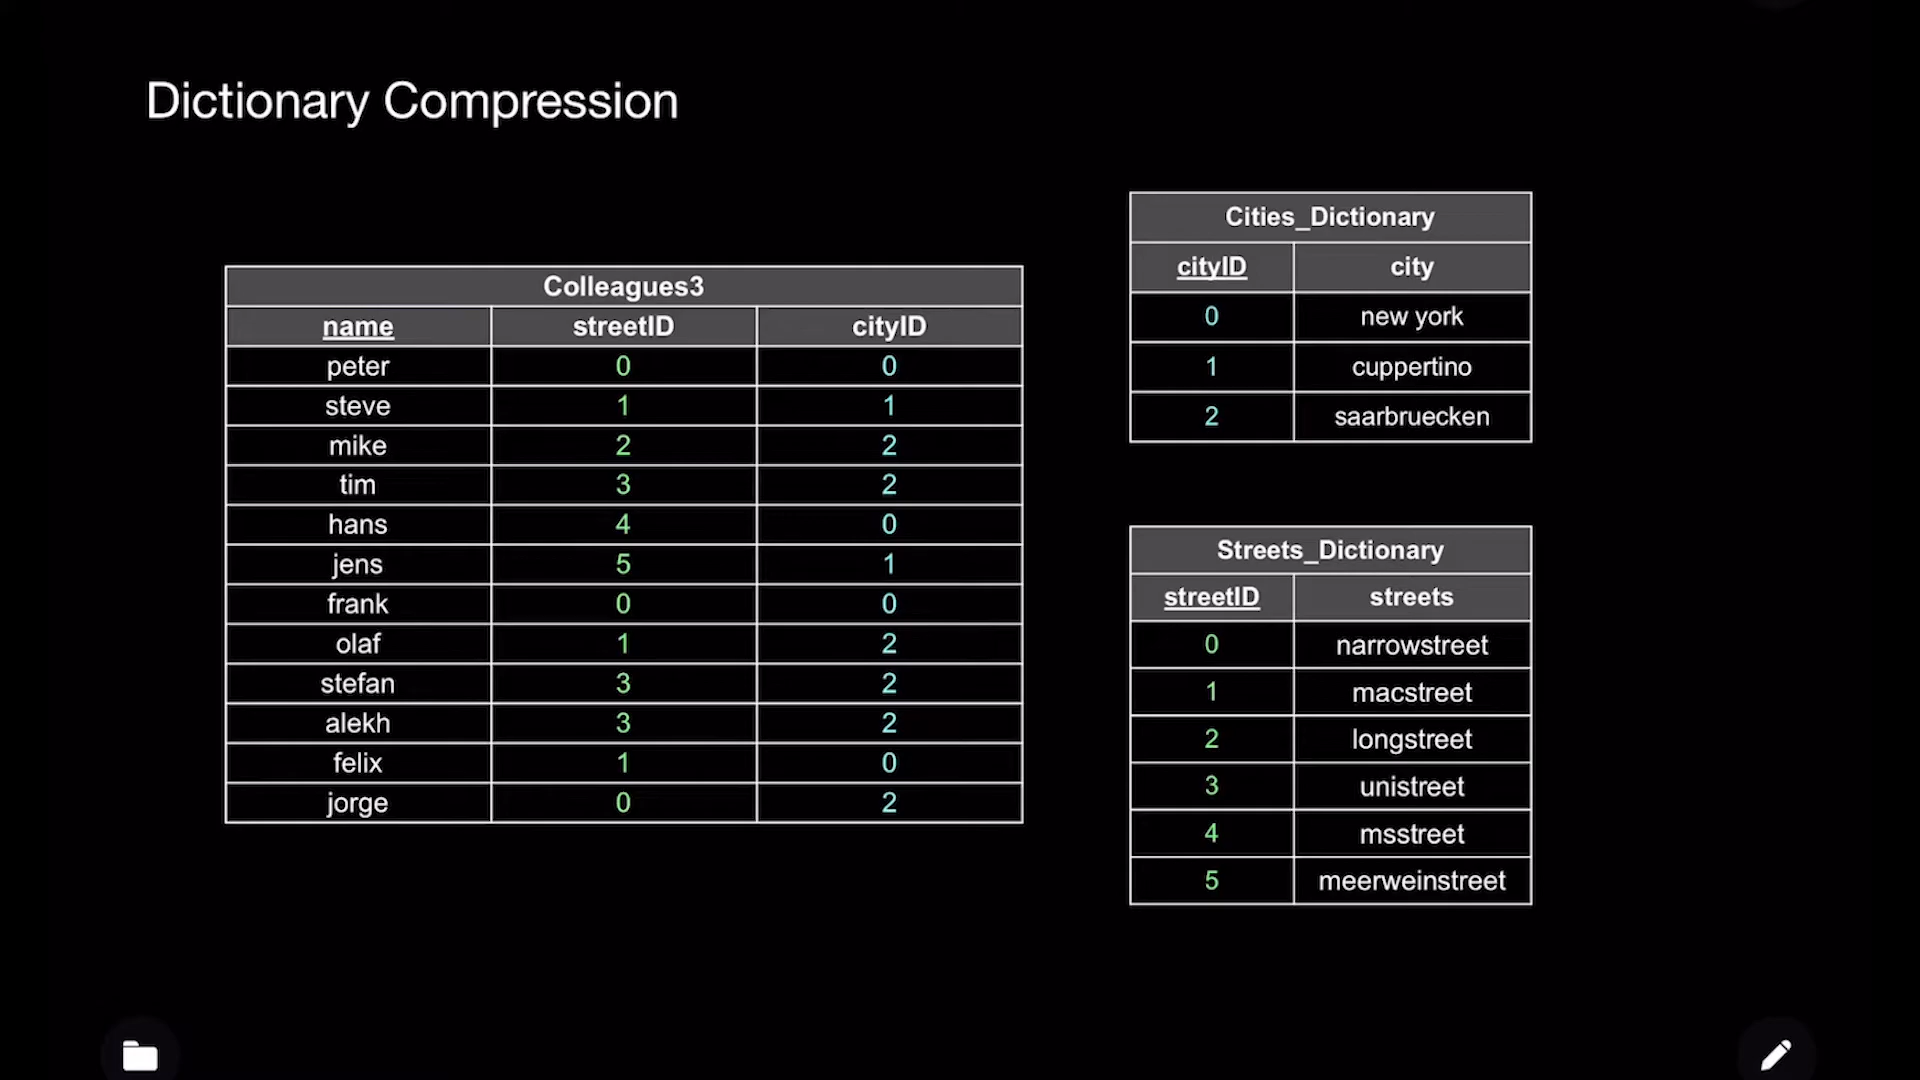 Dictionary Compression
Colleagues3
name streetID cityID
peter 0 0
steve 1 1
mike 2 2
tim 3 2
hans 4 0
jens 5 1
frank 0 0
olaf 1 2
stefan 3 2
alekh 3 2
felix 1 0
jorge 0 2
Cities_Dictionary
cityID city
0 new york
1 cuppertino
2 saarbruecken
Streets_Dictionary
streetID streets
0 narrowstreet
1 macstreet
2 longstreet
3 unistreet
4 msstreet
5 meerweinstreet